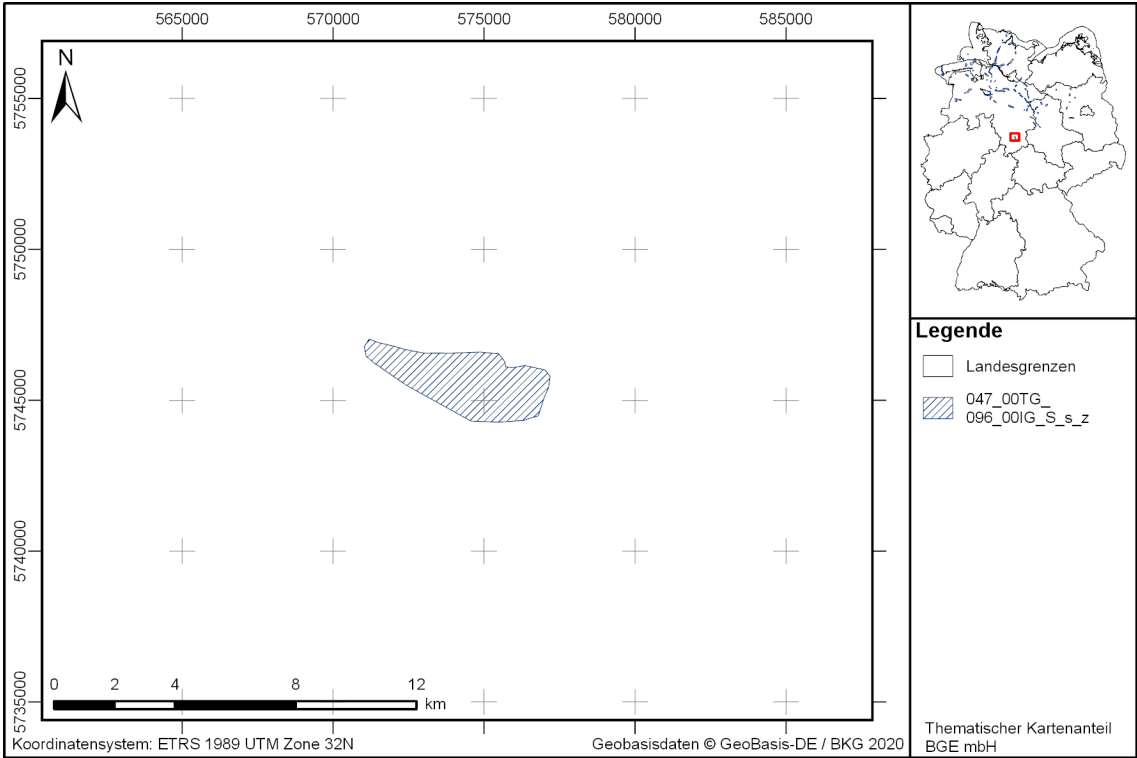 565000
570000
575000
580000
585000
N
5755000
5750000
5745000
5740000
5735000
0
2
4
8
12
km
Koordinatensystem: ETRS 1989 UTM Zone 32N
Geobasisdaten © GeoBasis-DE / BKG 2020
Legende
Landesgrenzen
047_00TG_
096_00IG_S_s_z
Thematischer Kartenanteil
BGE mbH